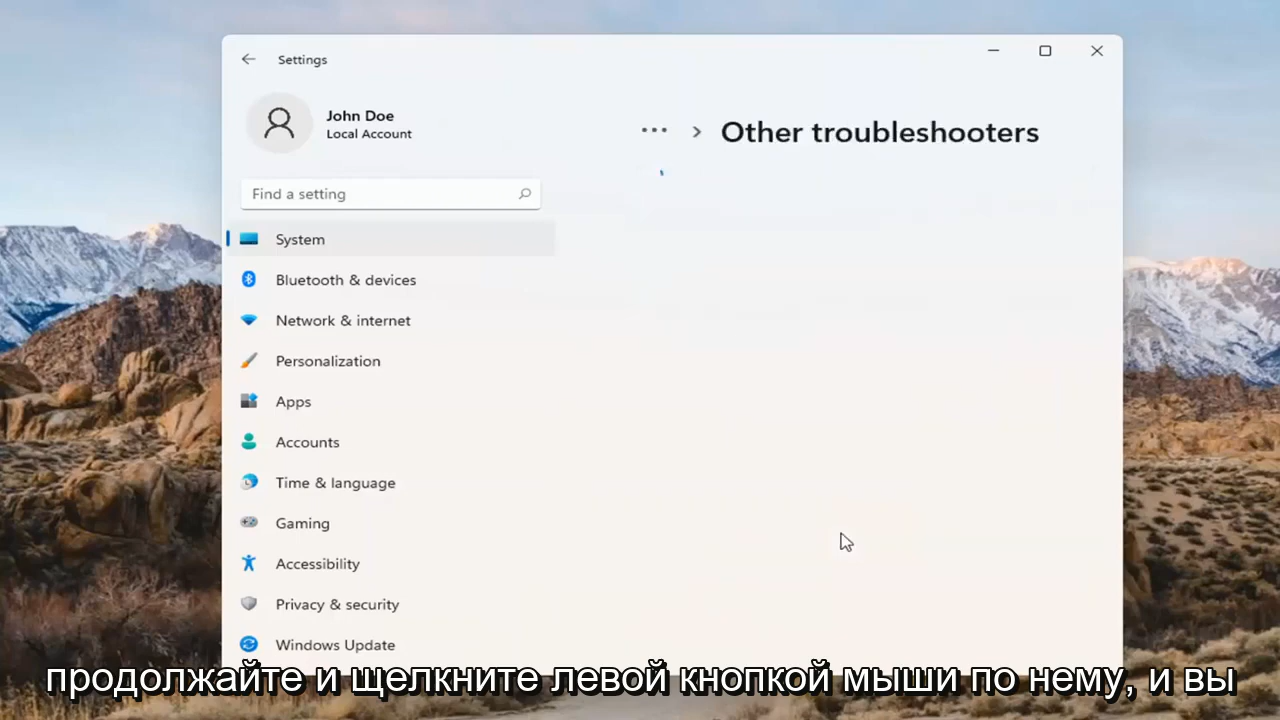 Settings
John Doe
Local Account
Find a setting
System
Bluetooth & devices
Network & internet
Personalization
Apps
Accounts
Time & language
Gaming
Accessibility
Privacy & security
Windows Update
... > Other troubleshooters
продолжайте и щелкните левой кнопкой мыши по нему, и вы